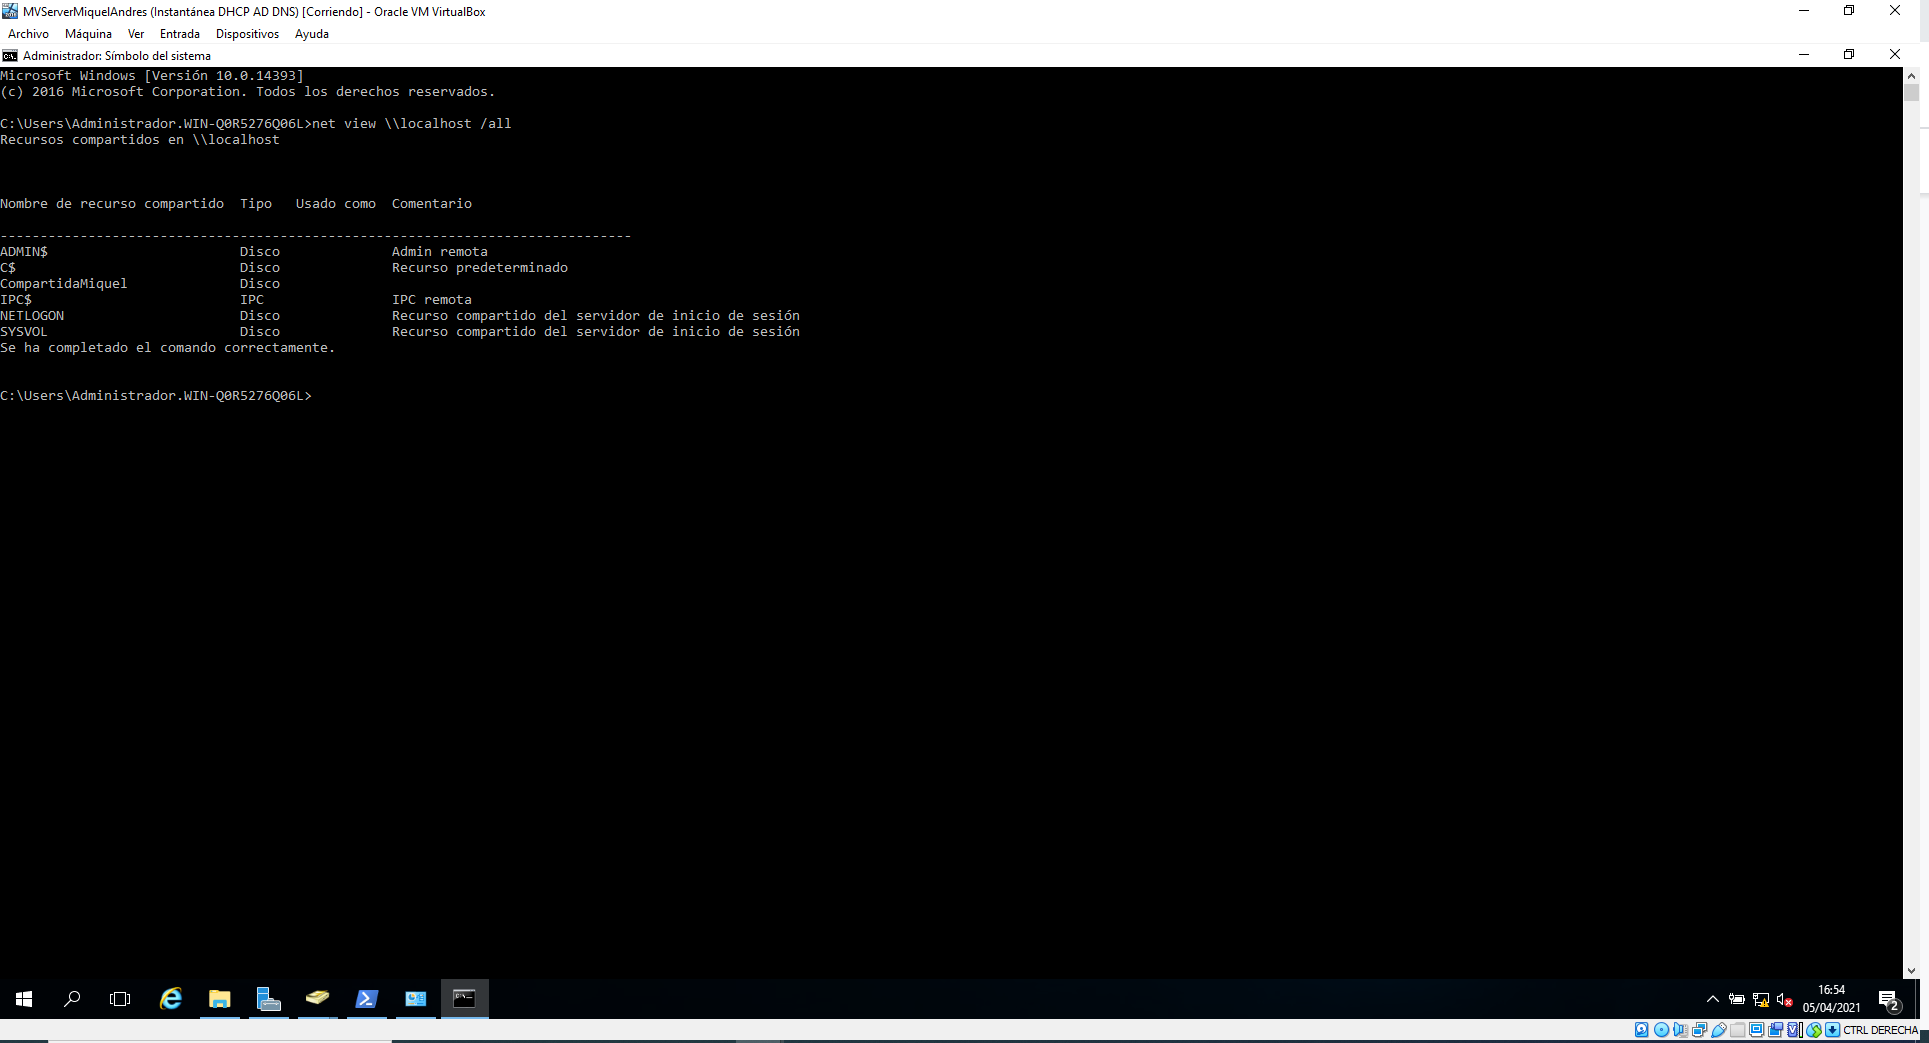 MVServerMiquelAndres (Instantánea DHCP AD DNS) [Corriendo] - Oracle VM VirtualBox
Archivo Máquina Ver Entrada Dispositivos Ayuda
Administrador: Símbolo del sistema
Microsoft Windows [Versión 10.0.14393]
(c) 2016 Microsoft Corporation. Todos los derechos reservados.
C:\Users\Administrador.WIN-Q0R5276Q06L>net view \\localhost /all
Recursos compartidos en \\localhost
Nombre de recurso compartido Tipo Usado como Comentario
-------------------------------------------------------------------------------
ADMIN$ Disco Admin remota
C$ Disco Recurso predeterminado
CompartidaMiquel Disco
IPC$ IPC IPC remota
NETLOGON Disco Recurso compartido del servidor de inicio de sesión
SYSVOL Disco Recurso compartido del servidor de inicio de sesión
Se ha completado el comando correctamente.
C:\Users\Administrador.WIN-Q0R5276Q06L>
16:54
05/04/2021
2
CTRL DERECHA